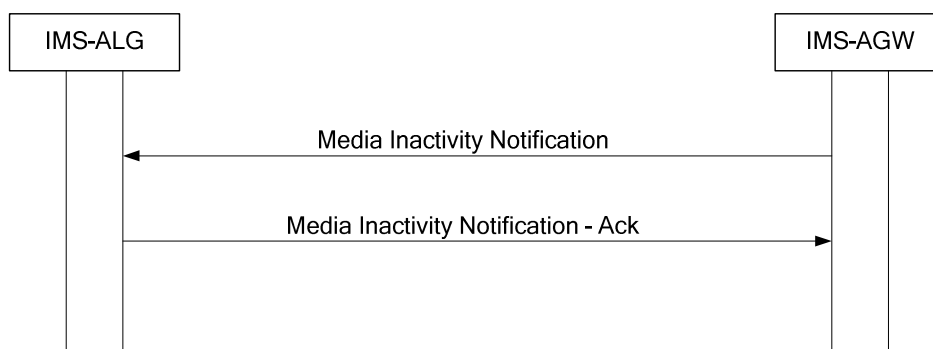 IMS-ALG
IMS-AGW
Media Inactivity Notification
Media Inactivity Notification - Ack